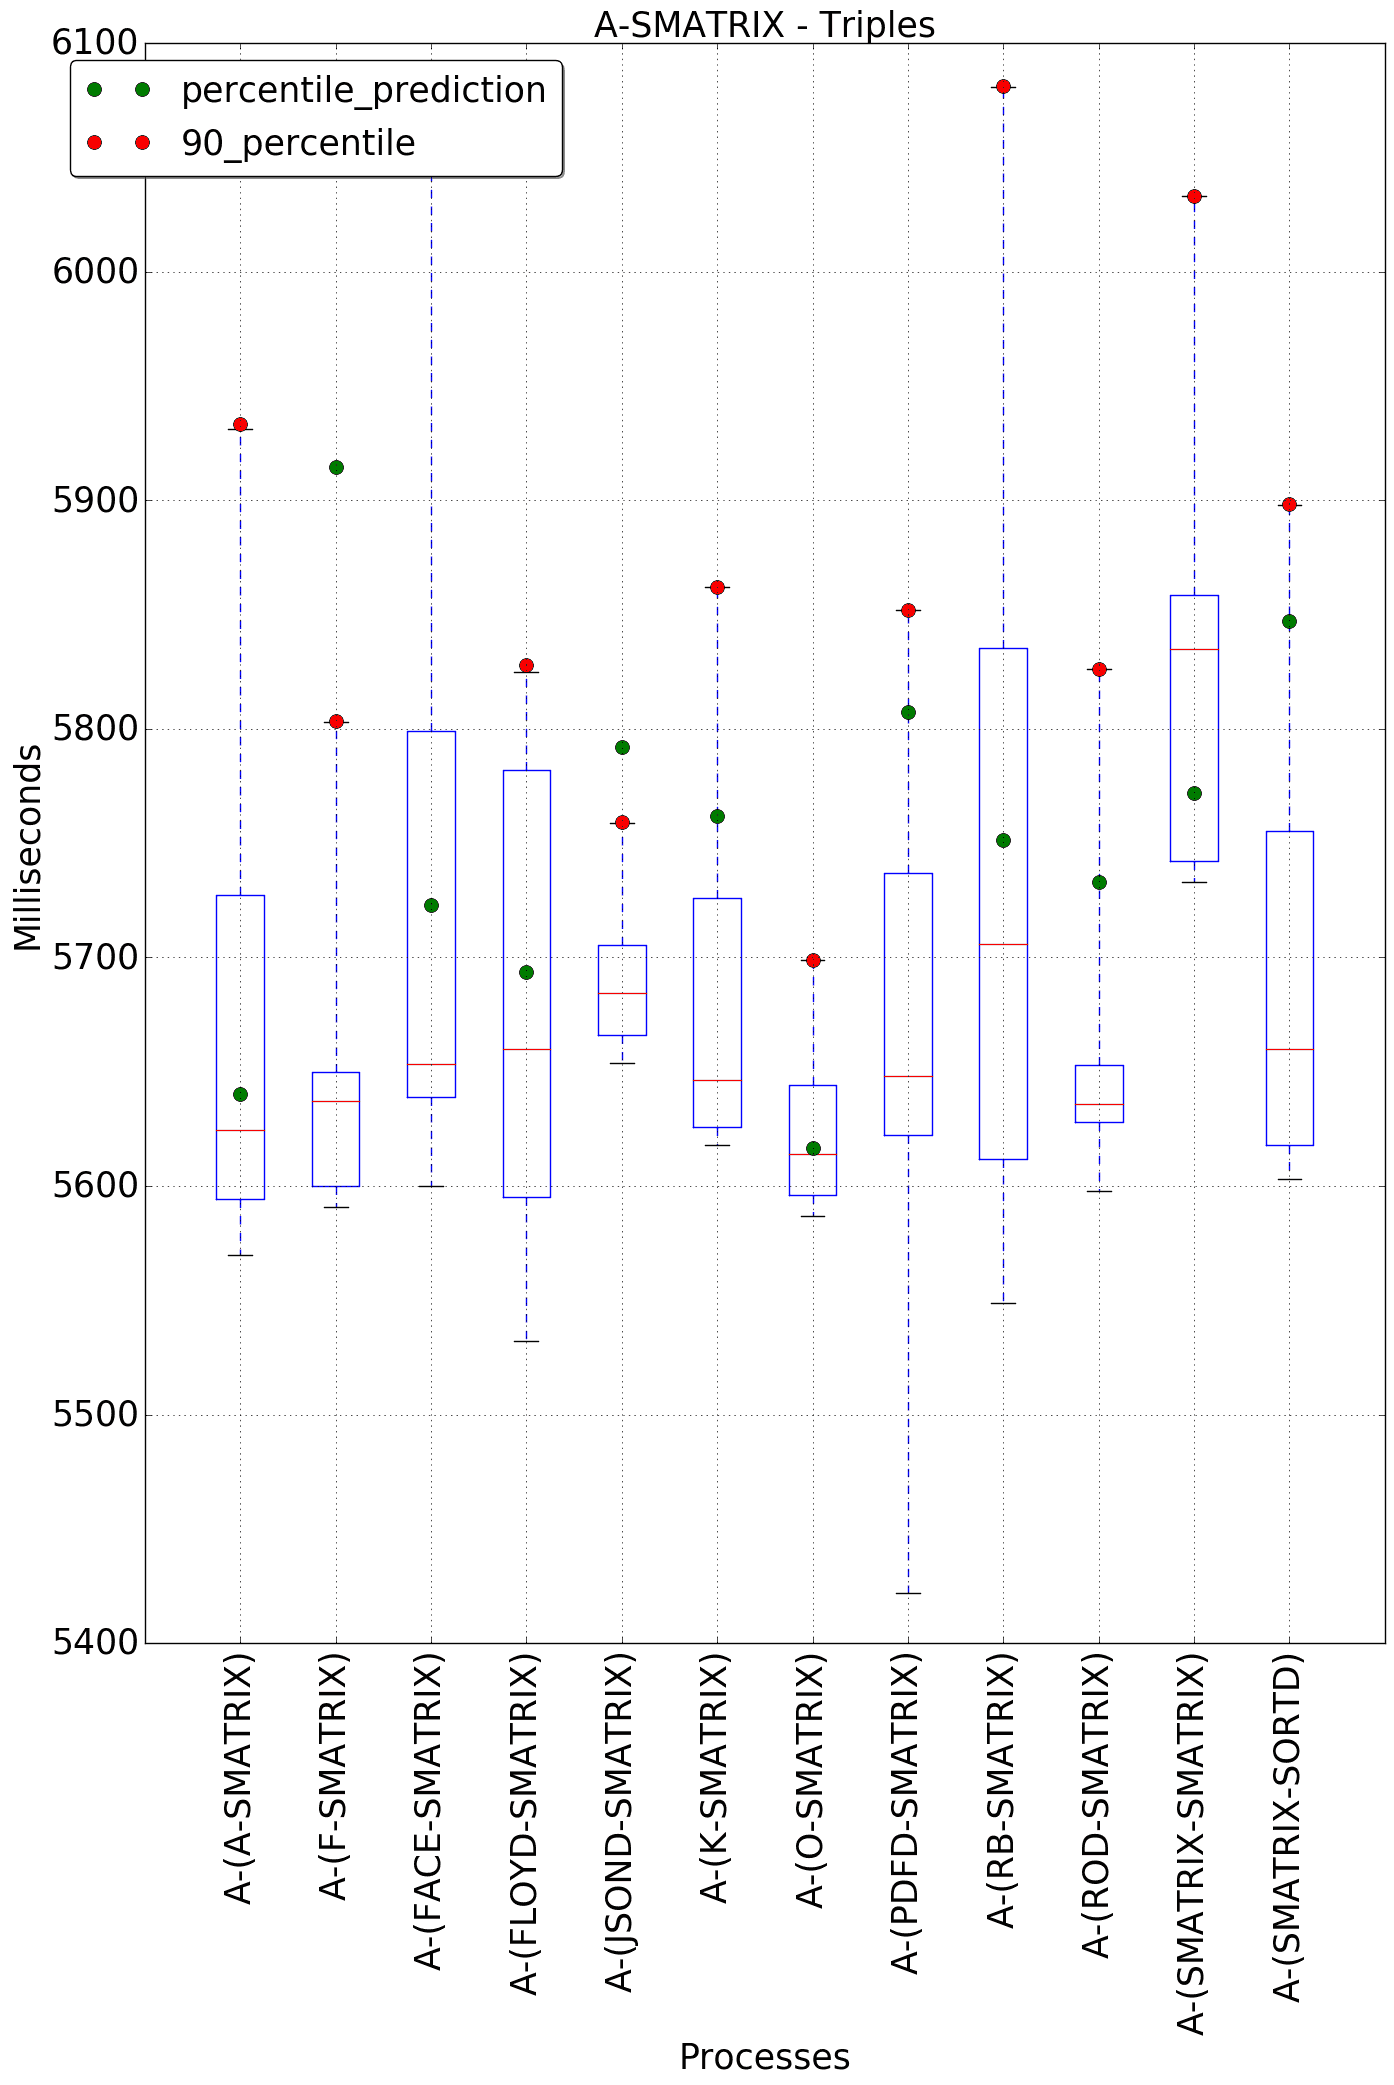 A-SMATRIX - Triples
percentile_prediction
90_percentile
6100
6000
5900
5800
5700
5600
5500
5400
Milliseconds
A-(A-SMATRIX)
A-(F-SMATRIX)
A-(FACE-SMATRIX)
A-(FLOYD-SMATRIX)
A-(JSOND-SMATRIX)
A-(K-SMATRIX)
A-(O-SMATRIX)
A-(PDFD-SMATRIX)
A-(RB-SMATRIX)
A-(ROD-SMATRIX)
A-(SMATRIX-SMATRIX)
A-(SMATRIX-SORTD)
Processes